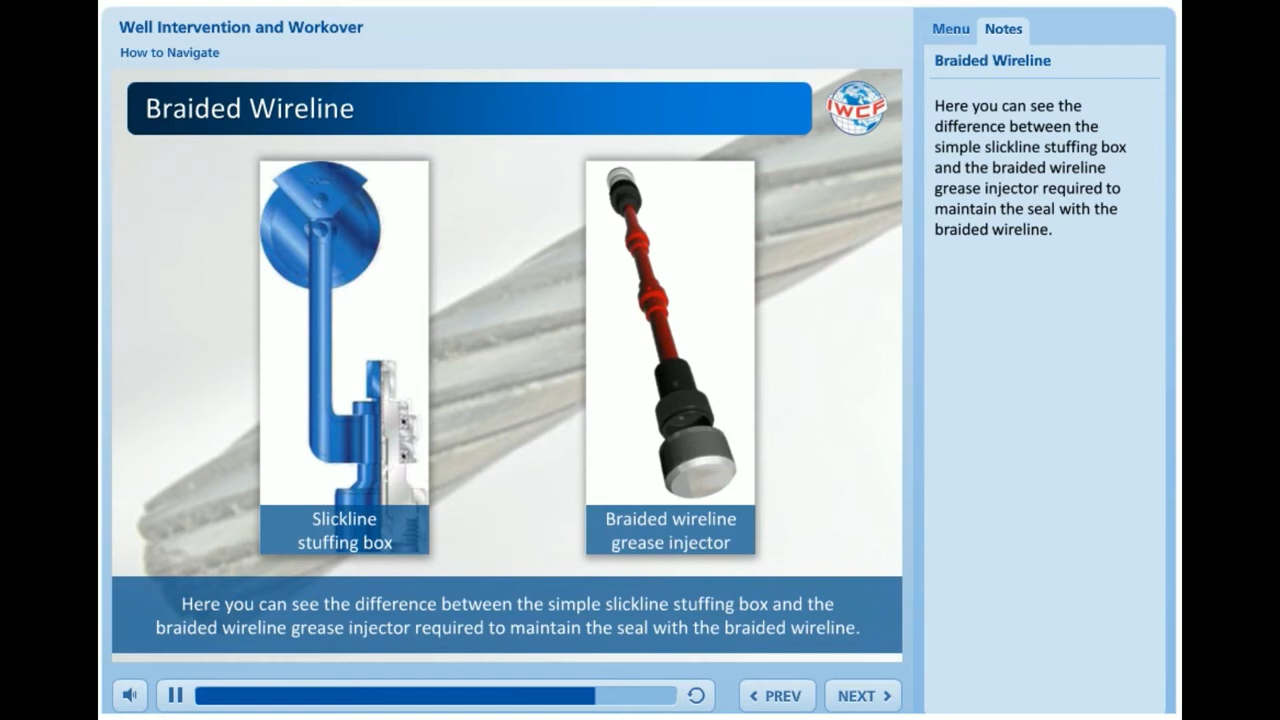 Well Intervention and Workover
How to Navigate
Braided Wireline
IWCF
Slickline
stuffing box
Braided wireline
grease injector
Here you can see the difference between the simple slickline stuffing box and the
braided wireline grease injector required to maintain the seal with the braided wireline.
PREV
NEXT
Menu
Notes
Braided Wireline
Here you can see the
difference between the
simple slickline stuffing box
and the braided wireline
grease injector required to
maintain the seal with the
braided wireline.